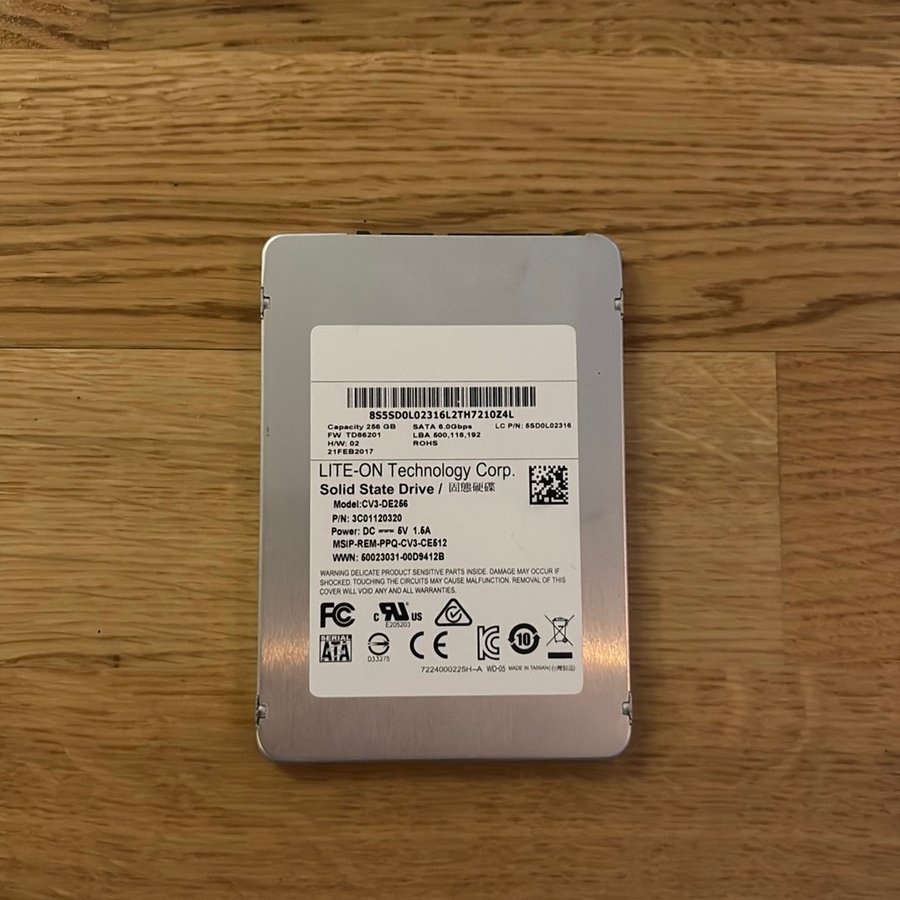 8S5SD0L02316L2TH7210Z4L
Capacity 256 GB SATA 6.0Gbps LC P/N: 5SD0L02316
FW TD86201 LBA 500,118,192
H/W: 02 ROHS
21FEB2017
LITE-ON Technology Corp.
Solid State Drive / 固態硬碟
Model:CV3-DE256
P/N: 3C01120320
Power: DC 5V 1.5A
MSIP-REM-PPQ-CV3-CE512
WWN: 50023031-00D9412B
WARNING DELICATE PRODUCT SENSITIVE PARTS INSIDE. DAMAGE MAY OCCUR IF
SHOCKED. TOUCHING THE CIRCUITS MAY CAUSE MALFUNCTION. REMOVAL OF THIS
COVER WILL VOID ANY AND ALL WARRANTIES.
FC c RU US
E205203
SERIAL
ATA
D33275
CE
10
7224000225H-A WD-05 MADE IN TAIWAN(台灣製造)